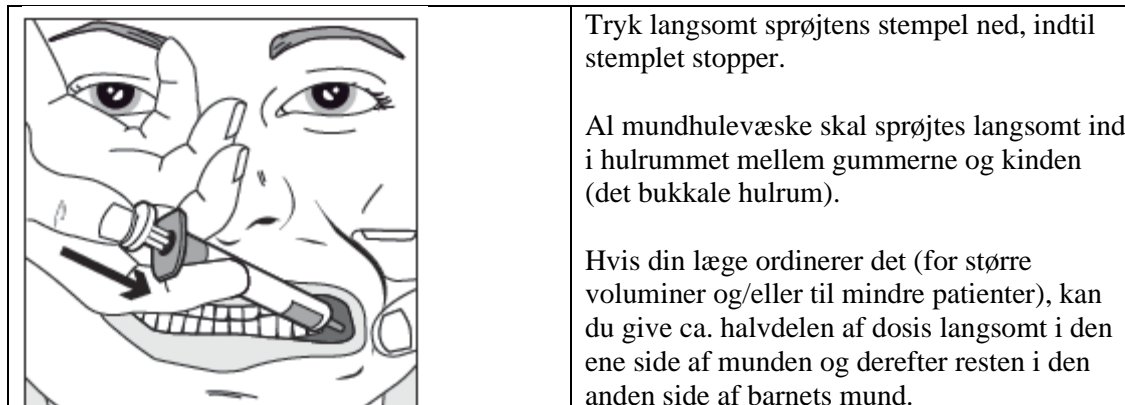 Tryk langsomt sprøjtens stempel ned, indtil
stemplet stopper.
Al mundhulevæske skal sprøjtes langsomt ind
i hulrummet mellem gummerne og kinden
(det bukkale hulrum).
Hvis din læge ordinerer det (for større
voluminer og/eller til mindre patienter), kan
du give ca. halvdelen af dosis langsomt i den
ene side af munden og derefter resten i den
anden side af barnets mund.